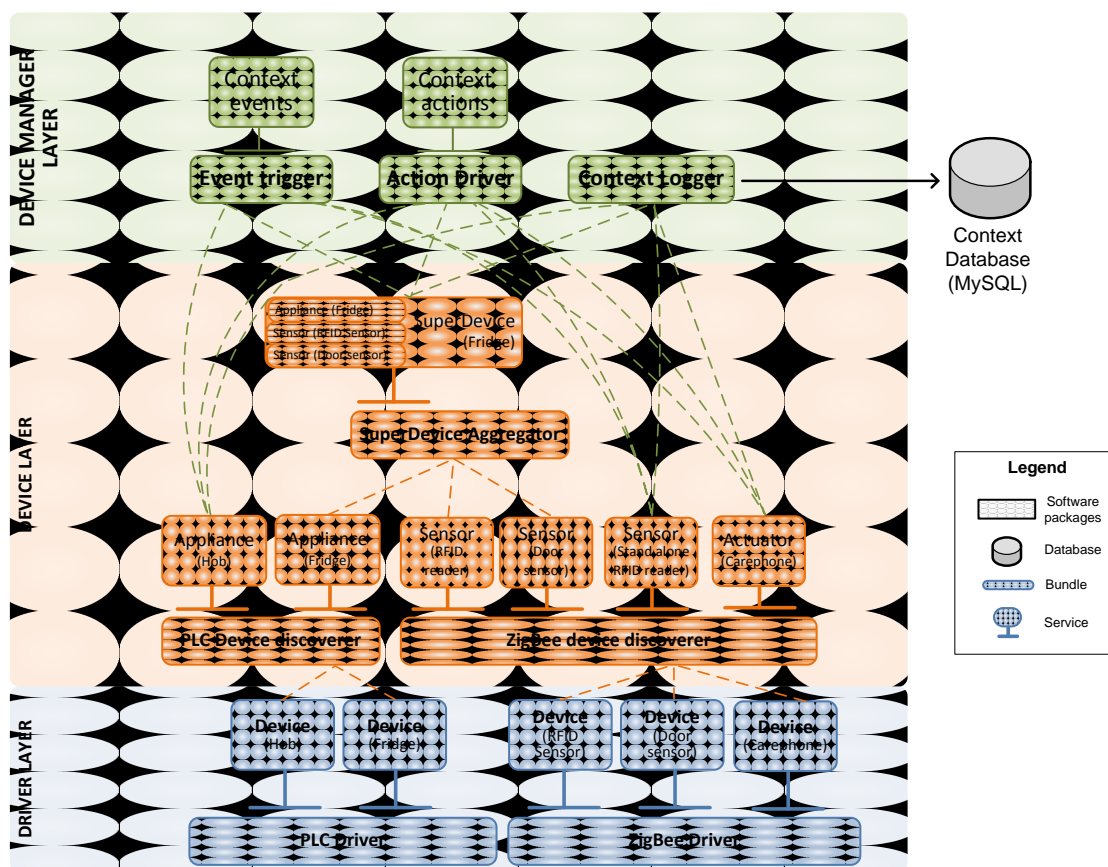 DEVICE MANAGER
LAYER
Context
events
Context
actions
Event trigger
Action Driver
Context Logger
Context
Database
(MySQL)
DEVICE LAYER
Appliance (Fridge)
Sensor (RFID Sensor)
Sensor (Door sensor)
SuperDevice
(Fridge)
SuperDevice Aggregator
Appliance
(Hob)
Appliance
(Fridge)
Sensor
(RFID
reader)
Sensor
(Door
sensor)
Sensor
(Stand alone
RFID reader)
Actuator
(Carephone)
PLC Device discoverer
ZigBee device discoverer
DRIVER LAYER
Device
(Hob)
Device
(Fridge)
Device
(RFID
Sensor
Device
(Door
sensor)
Device
(Carephone)
PLC Driver
ZigBee Driver
Legend
Software
packages
Database
Bundle
Service